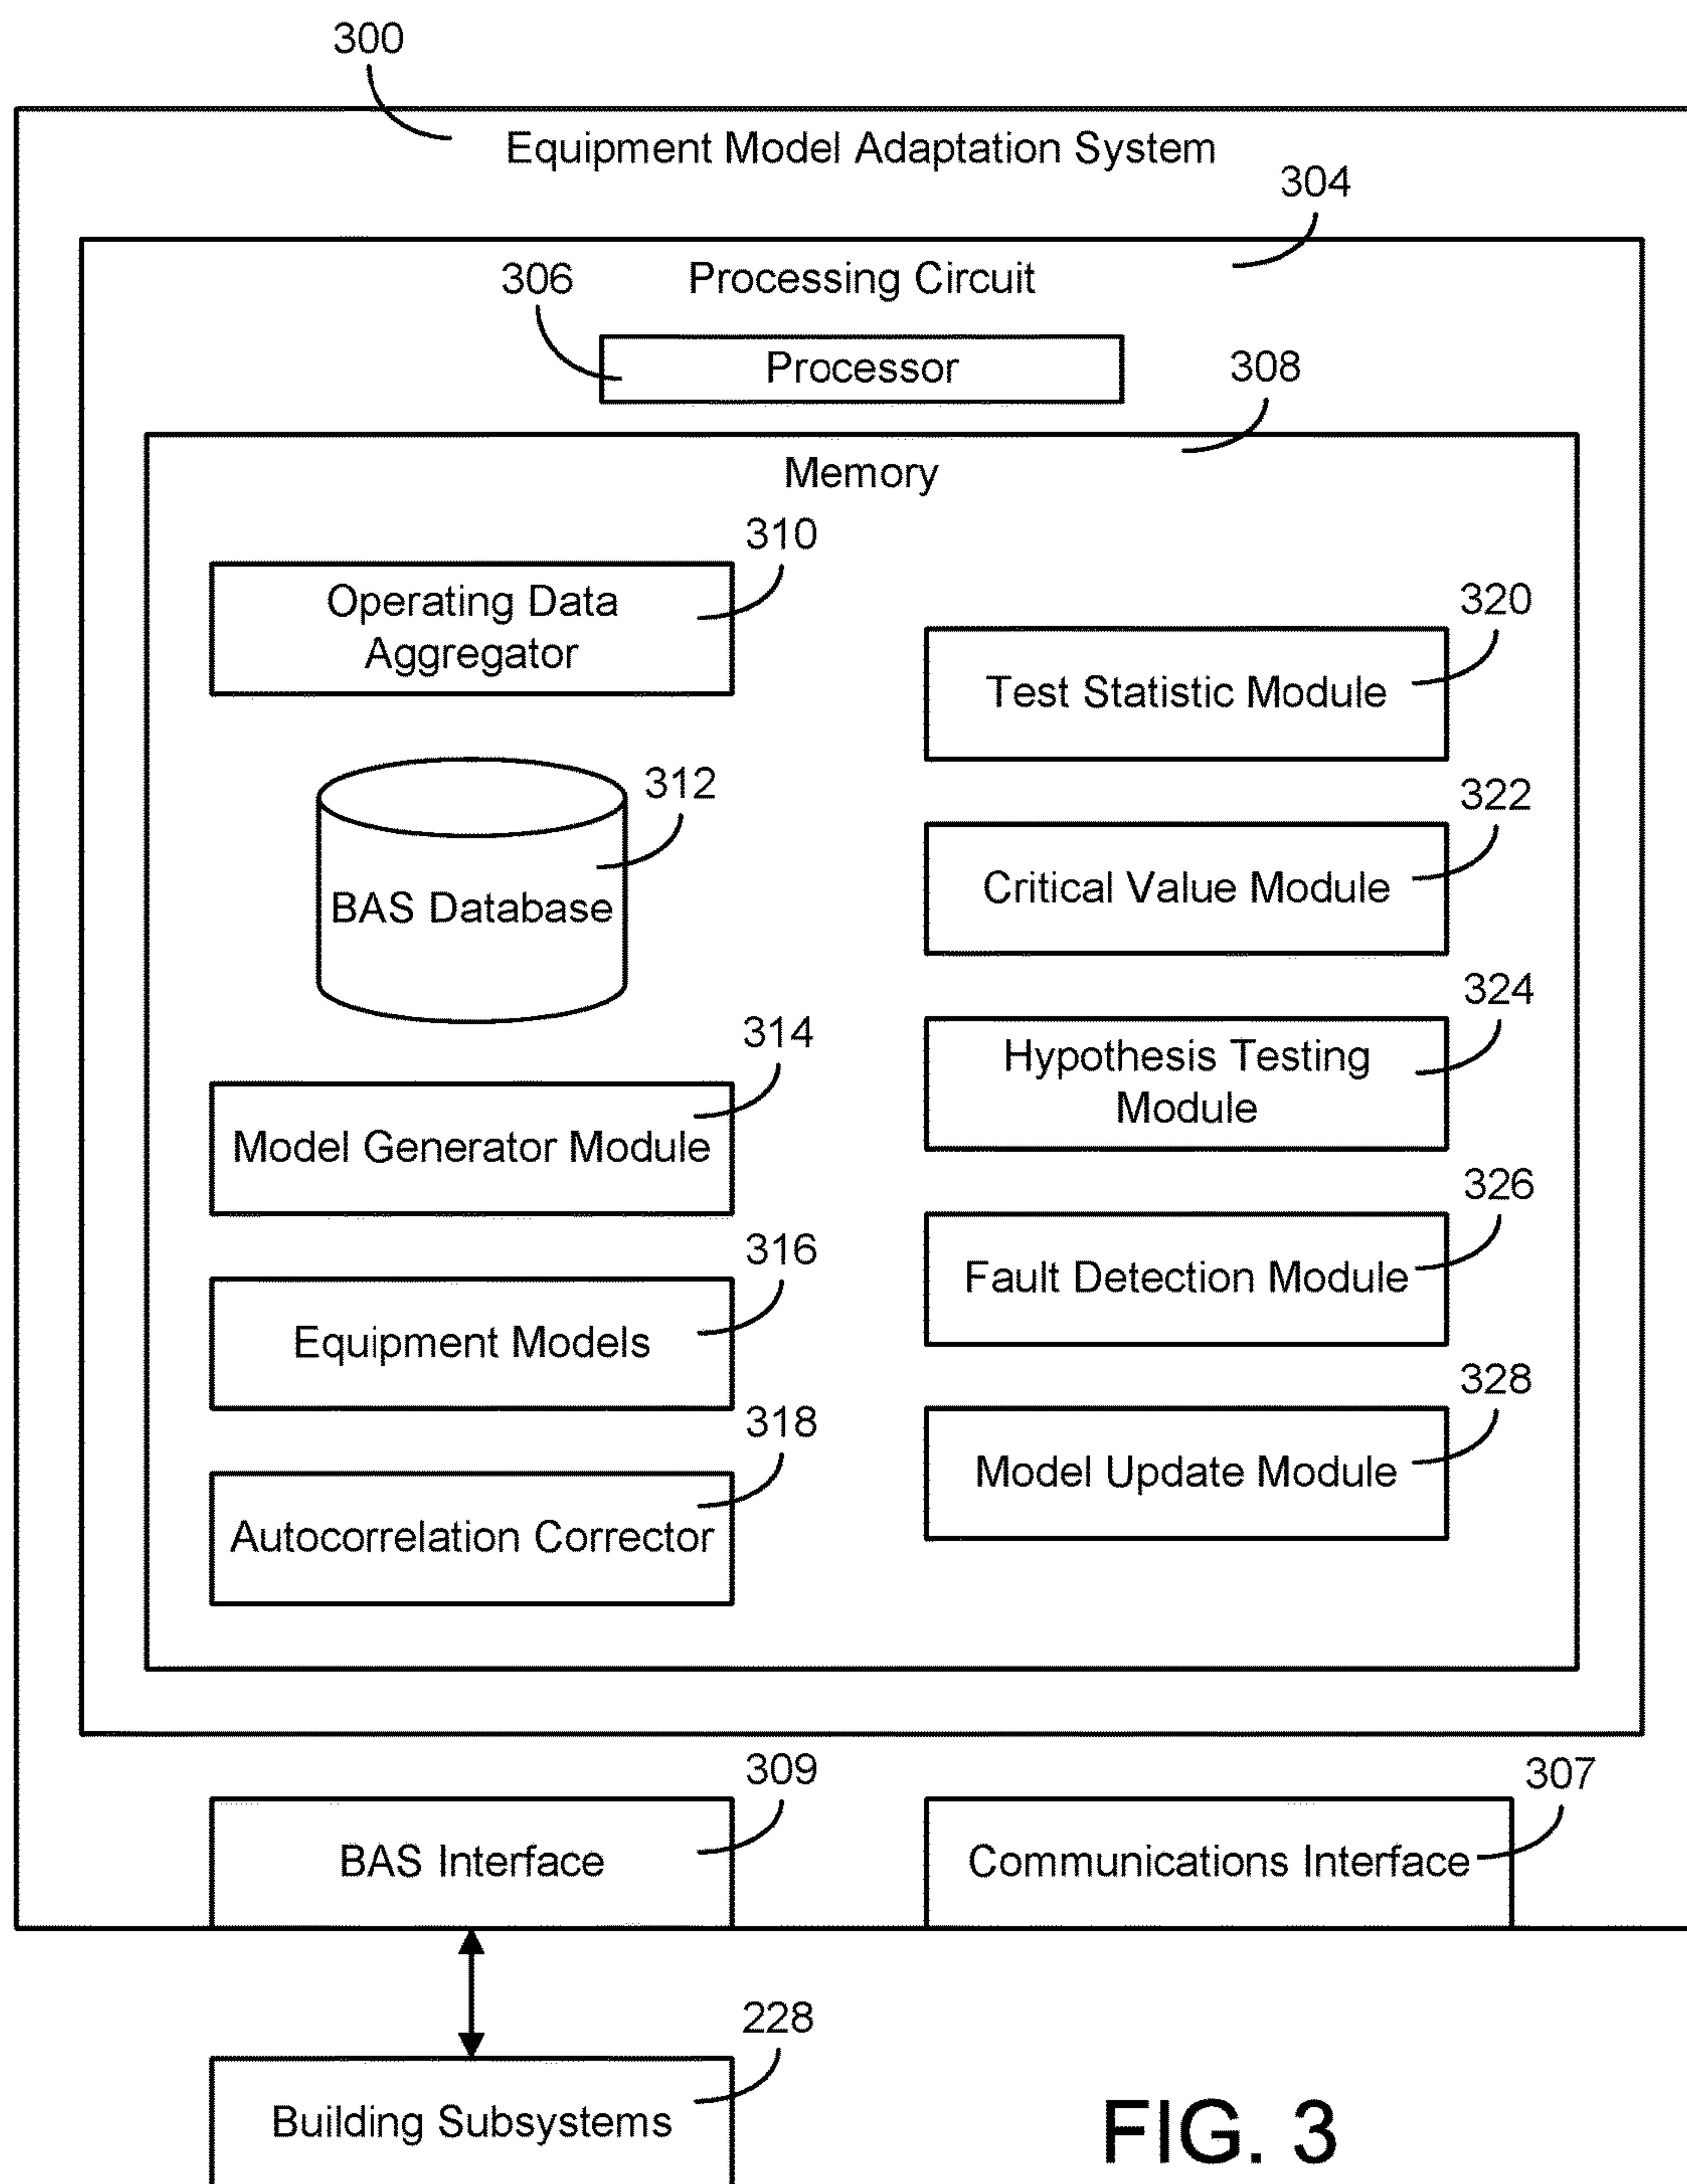 300
Equipment Model Adaptation System
304
306
Processing Circuit
Processor
308
Memory
310
Operating Data
Aggregator
312
BAS Database
314
Model Generator Module
316
Equipment Models
318
Autocorrelation Corrector
320
Test Statistic Module
322
Critical Value Module
324
Hypothesis Testing
Module
326
Fault Detection Module
328
Model Update Module
309
BAS Interface
307
Communications Interface
228
Building Subsystems
FIG. 3